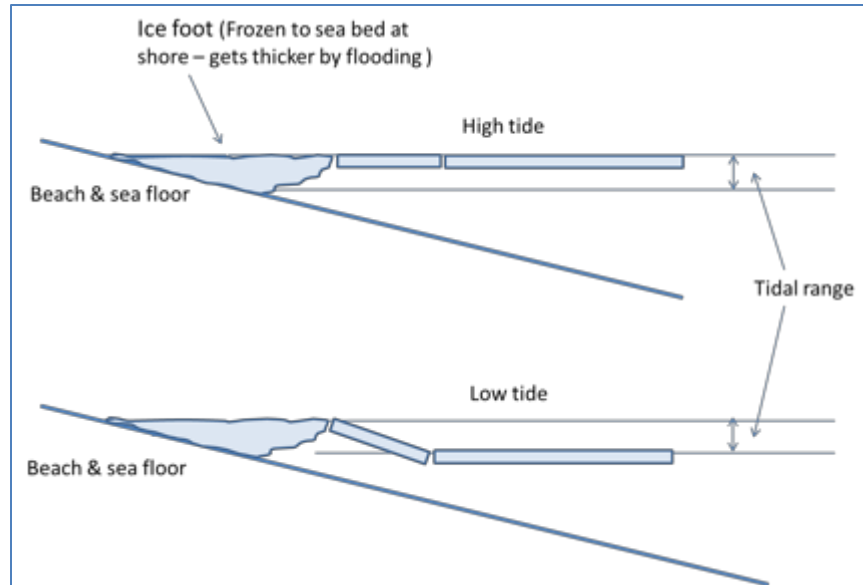 Ice foot (Frozen to sea bed at
shore – gets thicker by flooding )
High tide
Beach & sea floor
Tidal range
Low tide
Beach & sea floor